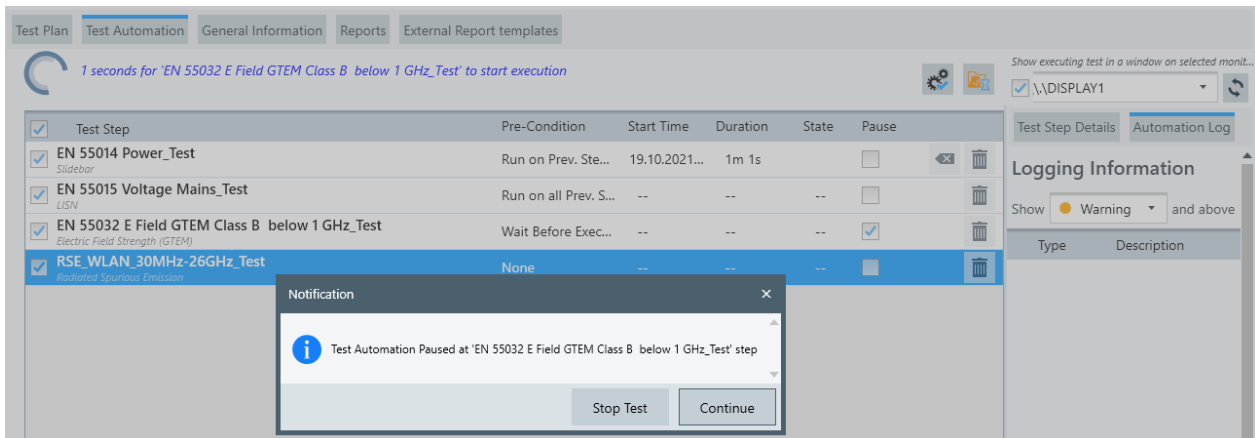 Test Plan Test Automation General Information Reports External Report templates
1 seconds for 'EN 55032 E Field GTEM Class B  below 1 GHz_Test' to start execution
Show executing test in a window on selected monit...
\\.\DISPLAY1
Test Step Pre-Condition Start Time Duration State Pause
Test Step Details Automation Log
EN 55014 Power_Test
Slidebar
Run on Prev. Ste... 19.10.2021... 1m 1s
Logging Information
EN 55015 Voltage Mains_Test
LISN
Run on all Prev. S... -- -- --
Show Warning and above
EN 55032 E Field GTEM Class B  below 1 GHz_Test
Electric Field Strength (GTEM)
Wait Before Exec... -- -- --
Type Description
RSE_WLAN_30MHz-26GHz_Test
Radiated Spurious Emission
None -- -- --
Notification
Test Automation Paused at 'EN 55032 E Field GTEM Class B  below 1 GHz_Test' step
Stop Test Continue